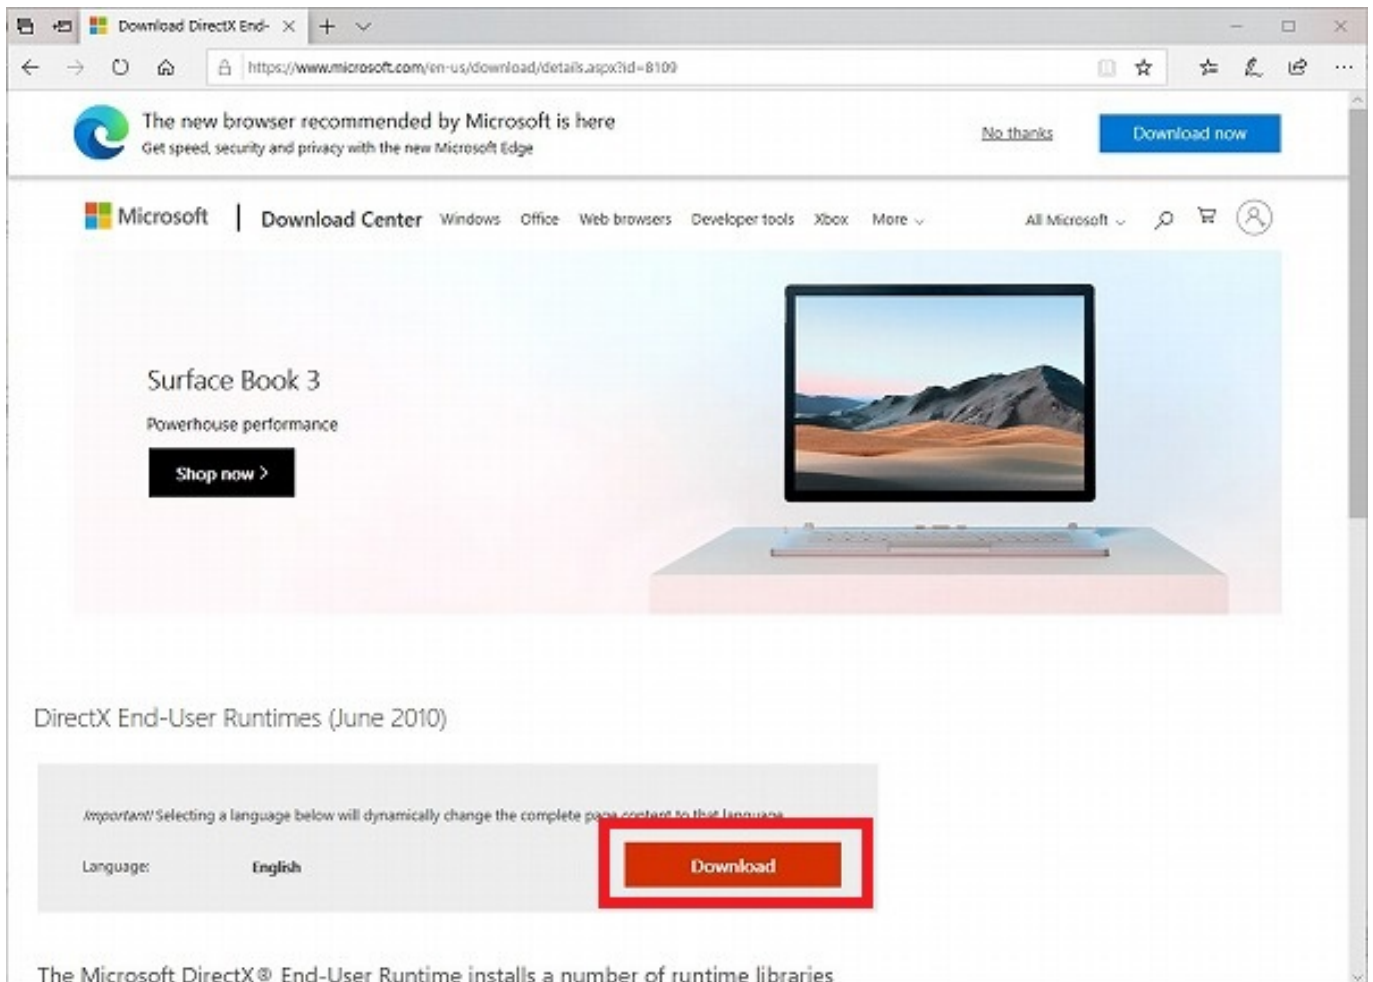 Download DirectX End-
https://www.microsoft.com/en-us/download/details.aspx?id=8109
The new browser recommended by Microsoft is here
Get speed, security and privacy with the new Microsoft Edge
No thanks
Download now
Microsoft
Download Center
Windows
Office
Web browsers
Developer tools
Xbox
More
All Microsoft
Surface Book 3
Powerhouse performance
Shop now >
DirectX End-User Runtimes (June 2010)
Important! Selecting a language below will dynamically change the complete page content to that language.
Language:
English
Download
The Microsoft DirectX® End-User Runtime installs a number of runtime libraries